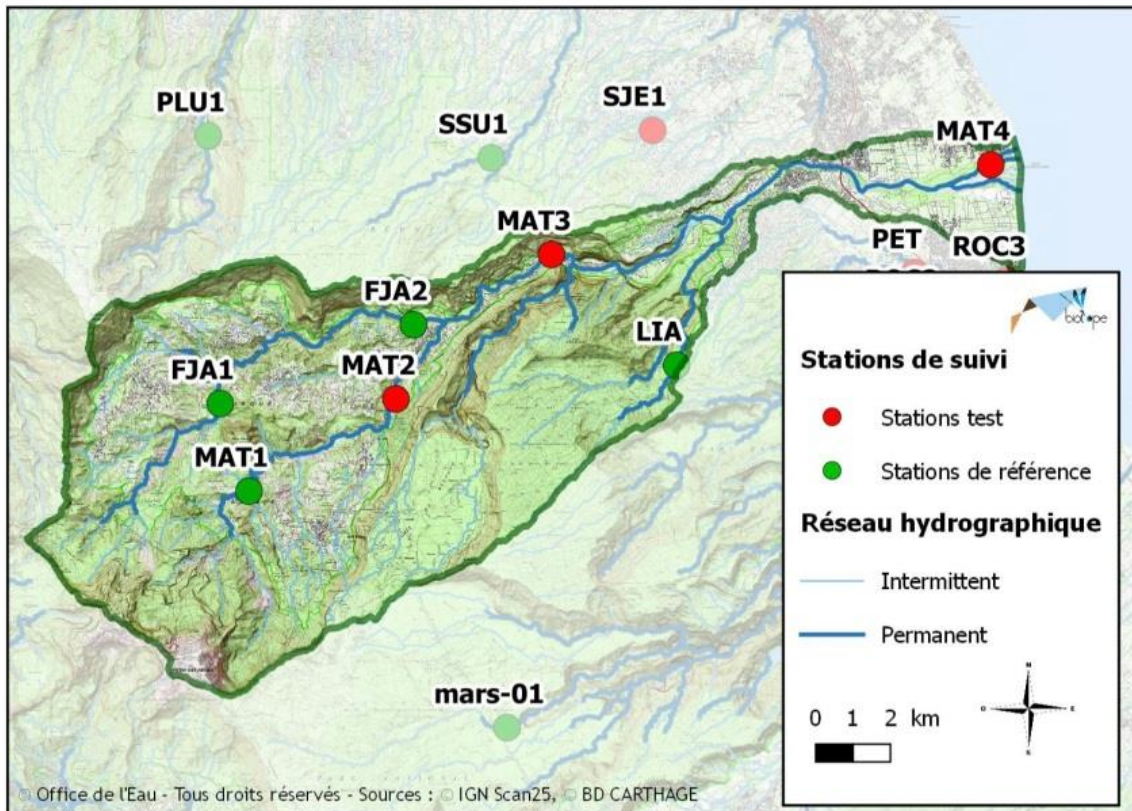 PLU1
SSU1
SJE1
MAT4
MAT3
PET
ROC3
FJA2
LIA
FJA1
MAT2
MAT1
mars-01
biotope
Stations de suivi
Stations test
Stations de référence
Réseau hydrographique
Intermittent
Permanent
N
O
E
S
0 1 2 km
© Office de l'Eau - Tous droits réservés - Sources : © IGN Scan25, © BD CARTHAGE